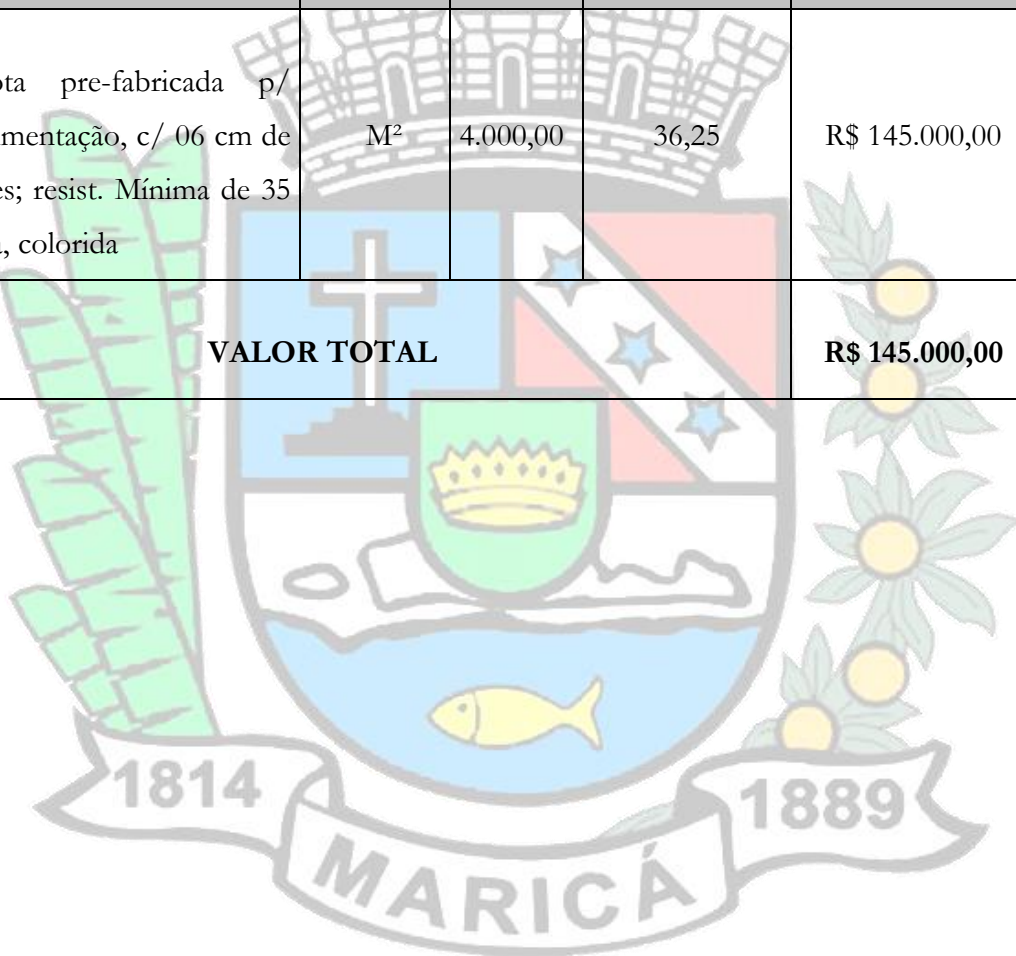 ota pre-fabricada p/
imentação, c/ 06 cm de
es; resist. Mínima de 35
a, colorida
M² 4.000,00 36,25 R$ 145.000,00
VALOR TOTAL R$ 145.000,00
1814 1889
MARICÁ